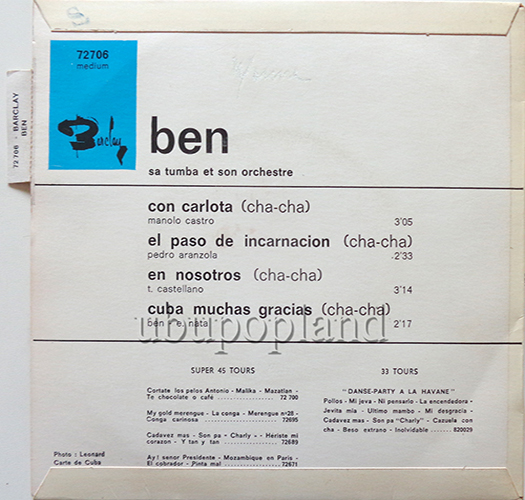 72706
medium
Barclay
72 706 - BARCLAY
BEN
ben
sa tumba et son orchestre
con carlota (cha-cha)
manolo castro 3'05
el paso de incarnacion (cha-cha)
pedro aranzola 2'33
en nosotros (cha-cha)
t. castellano 3'14
cuba muchas gracias (cha-cha)
ben - e. nata 2'17
ubupopland
SUPER 45 TOURS
Cortate los pelos Antonio - Malika - Mazatlan -
Te chocolate o café .................... 72 700
My gold merengue - La conga - Merengue n°28 -
Conga carinosa .................... 72695
Cadavez mas - Son pa - Charly - - Hériste mi
corazon - Y tan y tan .................... 72689
Ay! senor Presidente - Mozambique en Paris -
El cobrador - Pinta mal .................... 72671
33 TOURS
"DANSE-PARTY A LA HAVANE"
Pollos - Mi jeva - Ni pensarlo - La encendedora -
Jevita mia - Ultimo mambo - Mi desgracia -
Cadavez mas - Son pa "Charly" - Cazuela con
cha - Beso extrano - Inolvidable ........ 820029
Photo : Leonard
Carte de Cuba